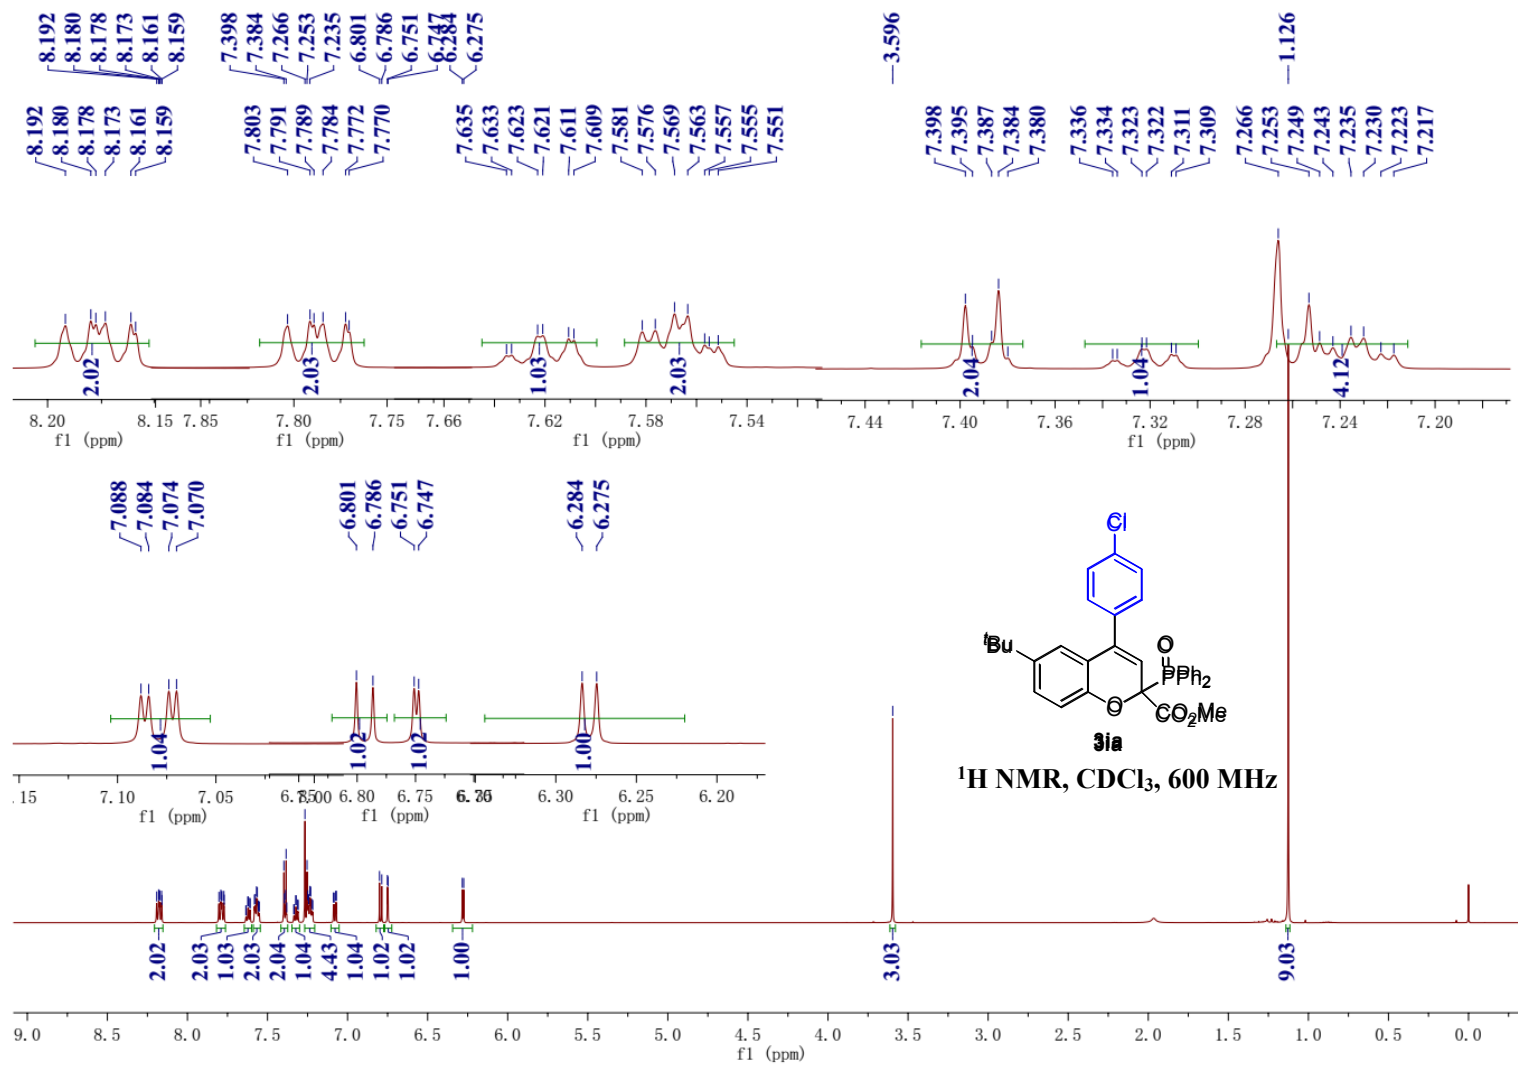 8.192 8.180 8.178 8.173 8.161 8.159 7.398 7.384 7.266 7.253 7.235 6.801 6.786 6.751 6.747 6.284 6.275 3.596 1.126
8.192 8.180 8.178 8.173 8.161 8.159 7.803 7.791 7.789 7.784 7.772 7.770 7.635 7.633 7.623 7.621 7.611 7.609 7.581 7.576 7.569 7.563 7.557 7.555 7.551 7.398 7.395 7.387 7.384 7.380 7.336 7.334 7.323 7.322 7.311 7.309 7.266 7.253 7.249 7.243 7.235 7.230 7.223 7.217
2.02 2.03 1.03 2.03 2.04 1.04 4.12
8.20 8.15 7.85 7.80 7.75 7.66 7.62 7.58 7.54 7.44 7.40 7.36 7.32 7.28 7.24 7.20
f1 (ppm) f1 (ppm) f1 (ppm) f1 (ppm)
7.088 7.084 7.074 7.070 6.801 6.786 6.751 6.747 6.284 6.275
1.04 1.02 1.02 1.00
.15 7.10 7.05 7.00 6.85 6.80 6.75 6.70 6.30 6.25 6.20
f1 (ppm) f1 (ppm) f1 (ppm)
Cl
tBu
O
PPh2
O
CO2Me
3ia
1H NMR, CDCl3, 600 MHz
2.02 2.03 1.03 2.03 2.04 1.04 4.43 1.04 1.02 1.02 1.00 3.03 9.03
9.0 8.5 8.0 7.5 7.0 6.5 6.0 5.5 5.0 4.5 4.0 3.5 3.0 2.5 2.0 1.5 1.0 0.5 0.0
f1 (ppm)